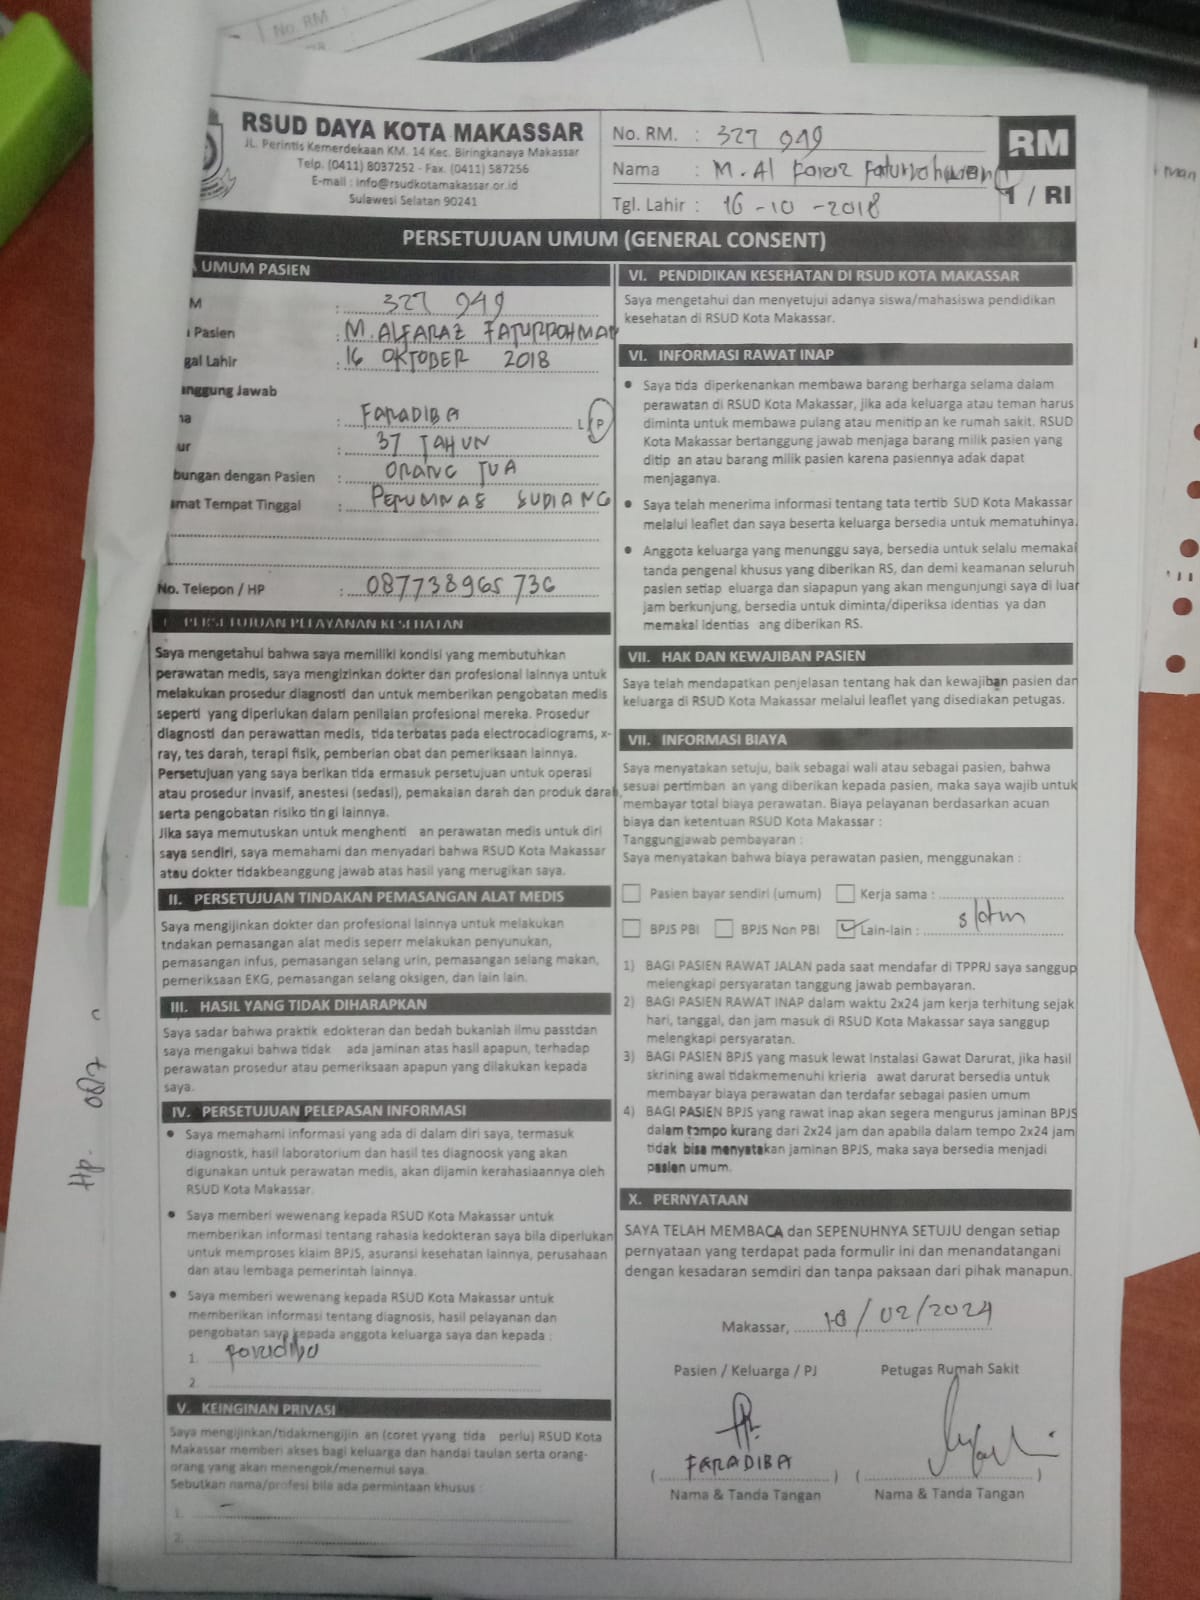 No. RM
RSUD DAYA KOTA MAKASSAR
JL. Perintis Kemerdekaan KM. 14 Kec. Biringkanaya Makassar
Telp. (0411) 8037252 - Fax. (0411) 587256
E-mail : info@rsudkotamakassar.or.id
Sulawesi Selatan 90241
No. RM. : 327 949
Nama : M. Al
Tgl. Lahir : 16 - 10 - 2018
RM
1 / RI
PERSETUJUAN UMUM (GENERAL CONSENT)
UMUM PASIEN
M : 327 949
Pasien : M. ALFARAZ FATURROHMAN
gal Lahir : 16 OKTOBER 2018
anggung Jawab
na : FARADIBA L P
ur : 37 TAHUN
bungan dengan Pasien : ORANG TUA
mat Tempat Tinggal : PERUMNAS SUDIANG
No. Telepon / HP : 087738965736
I. PERSETUJUAN PELAYANAN KESEHATAN
Saya mengetahui bahwa saya memiliki kondisi yang membutuhkan
perawatan medis, saya mengizinkan dokter dan profesional lainnya untuk
melakukan prosedur diagnosti dan untuk memberikan pengobatan medis
seperti yang diperlukan dalam penilaian profesional mereka. Prosedur
diagnosti dan perawattan medis, tida terbatas pada electrocadiograms, x-
ray, tes darah, terapi fisik, pemberian obat dan pemeriksaan lainnya.
Persetujuan yang saya berikan tida ermasuk persetujuan untuk operasi
atau prosedur invasif, anestesi (sedasi), pemakaian darah dan produk darah,
serta pengobatan risiko tin gi lainnya.
Jika saya memutuskan untuk menghenti an perawatan medis untuk diri
saya sendiri, saya memahami dan menyadari bahwa RSUD Kota Makassar
atau dokter tidakbeanggung jawab atas hasil yang merugikan saya.
II. PERSETUJUAN TINDAKAN PEMASANGAN ALAT MEDIS
Saya mengijinkan dokter dan profesional lainnya untuk melakukan
tndakan pemasangan alat medis seperr melakukan penyunukan,
pemasangan infus, pemasangan selang urin, pemasangan selang makan,
pemeriksaan EKG, pemasangan selang oksigen, dan lain lain.
III. HASIL YANG TIDAK DIHARAPKAN
Saya sadar bahwa praktik edokteran dan bedah bukanlah ilmu passtdan
saya mengakui bahwa tidak ada jaminan atas hasil apapun, terhadap
perawatan prosedur atau pemeriksaan apapun yang dilakukan kepada
saya.
IV. PERSETUJUAN PELEPASAN INFORMASI
• Saya memahami informasi yang ada di dalam diri saya, termasuk
diagnostk, hasil laboratorium dan hasil tes diagnoosk yang akan
digunakan untuk perawatan medis, akan dijamin kerahasiaannya oleh
RSUD Kota Makassar.
• Saya memberi wewenang kepada RSUD Kota Makassar untuk
memberikan informasi tentang rahasia kedokteran saya bila diperlukan
untuk memproses klaim BPJS, asuransi kesehatan lainnya, perusahaan
dan atau lembaga pemerintah lainnya.
• Saya memberi wewenang kepada RSUD Kota Makassar untuk
memberikan informasi tentang diagnosis, hasil pelayanan dan
pengobatan saya kepada anggota keluarga saya dan kepada :
1. Faradiba
2.
V. KEINGINAN PRIVASI
Saya mengijinkan/tidakmengijin an (coret yyang tida perlu) RSUD Kota
Makassar memberi akses bagi keluarga dan handai taulan serta orang-
orang yang akan menengok/menemui saya.
Sebutkan nama/profesi bila ada permintaan khusus :
1. -
2.
VI. PENDIDIKAN KESEHATAN DI RSUD KOTA MAKASSAR
Saya mengetahui dan menyetujui adanya siswa/mahasiswa pendidikan
kesehatan di RSUD Kota Makassar.
VI. INFORMASI RAWAT INAP
• Saya tida diperkenankan membawa barang berharga selama dalam
perawatan di RSUD Kota Makassar, jika ada keluarga atau teman harus
diminta untuk membawa pulang atau menitip an ke rumah sakit. RSUD
Kota Makassar bertanggung jawab menjaga barang milik pasien yang
ditip an atau barang milik pasien karena pasiennya adak dapat
menjaganya.
• Saya telah menerima informasi tentang tata tertib SUD Kota Makassar
melalui leaflet dan saya beserta keluarga bersedia untuk mematuhinya.
• Anggota keluarga yang menunggu saya, bersedia untuk selalu memakai
tanda pengenal khusus yang diberikan RS, dan demi keamanan seluruh
pasien setiap eluarga dan siapapun yang akan mengunjungi saya di luar
jam berkunjung, bersedia untuk diminta/diperiksa identias ya dan
memakai Identias ang diberikan RS.
VII. HAK DAN KEWAJIBAN PASIEN
Saya telah mendapatkan penjelasan tentang hak dan kewajiban pasien dan
keluarga di RSUD Kota Makassar melalui leaflet yang disediakan petugas.
VII. INFORMASI BIAYA
Saya menyatakan setuju, baik sebagai wali atau sebagai pasien, bahwa
sesuai pertimban an yang diberikan kepada pasien, maka saya wajib untuk
membayar total biaya perawatan. Biaya pelayanan berdasarkan acuan
biaya dan ketentuan RSUD Kota Makassar :
Tanggungjawab pembayaran :
Saya menyatakan bahwa biaya perawatan pasien, menggunakan :
Pasien bayar sendiri (umum) Kerja sama :
BPJS PBI BPJS Non PBI Lain-lain :
1) BAGI PASIEN RAWAT JALAN pada saat mendafar di TPPRJ saya sanggup
melengkapi persyaratan tanggung jawab pembayaran.
2) BAGI PASIEN RAWAT INAP dalam waktu 2x24 jam kerja terhitung sejak
hari, tanggal, dan jam masuk di RSUD Kota Makassar saya sanggup
melengkapi persyaratan.
3) BAGI PASIEN BPJS yang masuk lewat Instalasi Gawat Darurat, jika hasil
skrining awal tidakmemenuhi krieria awat darurat bersedia untuk
membayar biaya perawatan dan terdafar sebagai pasien umum
4) BAGI PASIEN BPJS yang rawat inap akan segera mengurus jaminan BPJS
dalam tempo kurang dari 2x24 jam dan apabila dalam tempo 2x24 jam
tidak bisa menyatakan jaminan BPJS, maka saya bersedia menjadi
pasien umum.
X. PERNYATAAN
SAYA TELAH MEMBACA dan SEPENUHNYA SETUJU dengan setiap
pernyataan yang terdapat pada formulir ini dan menandatangani
dengan kesadaran semdiri dan tanpa paksaan dari pihak manapun.
Makassar, 18/02/2024
Pasien / Keluarga / PJ Petugas Rumah Sakit
( FARADIBA ) ( )
Nama & Tanda Tangan Nama & Tanda Tangan
Hp. 087